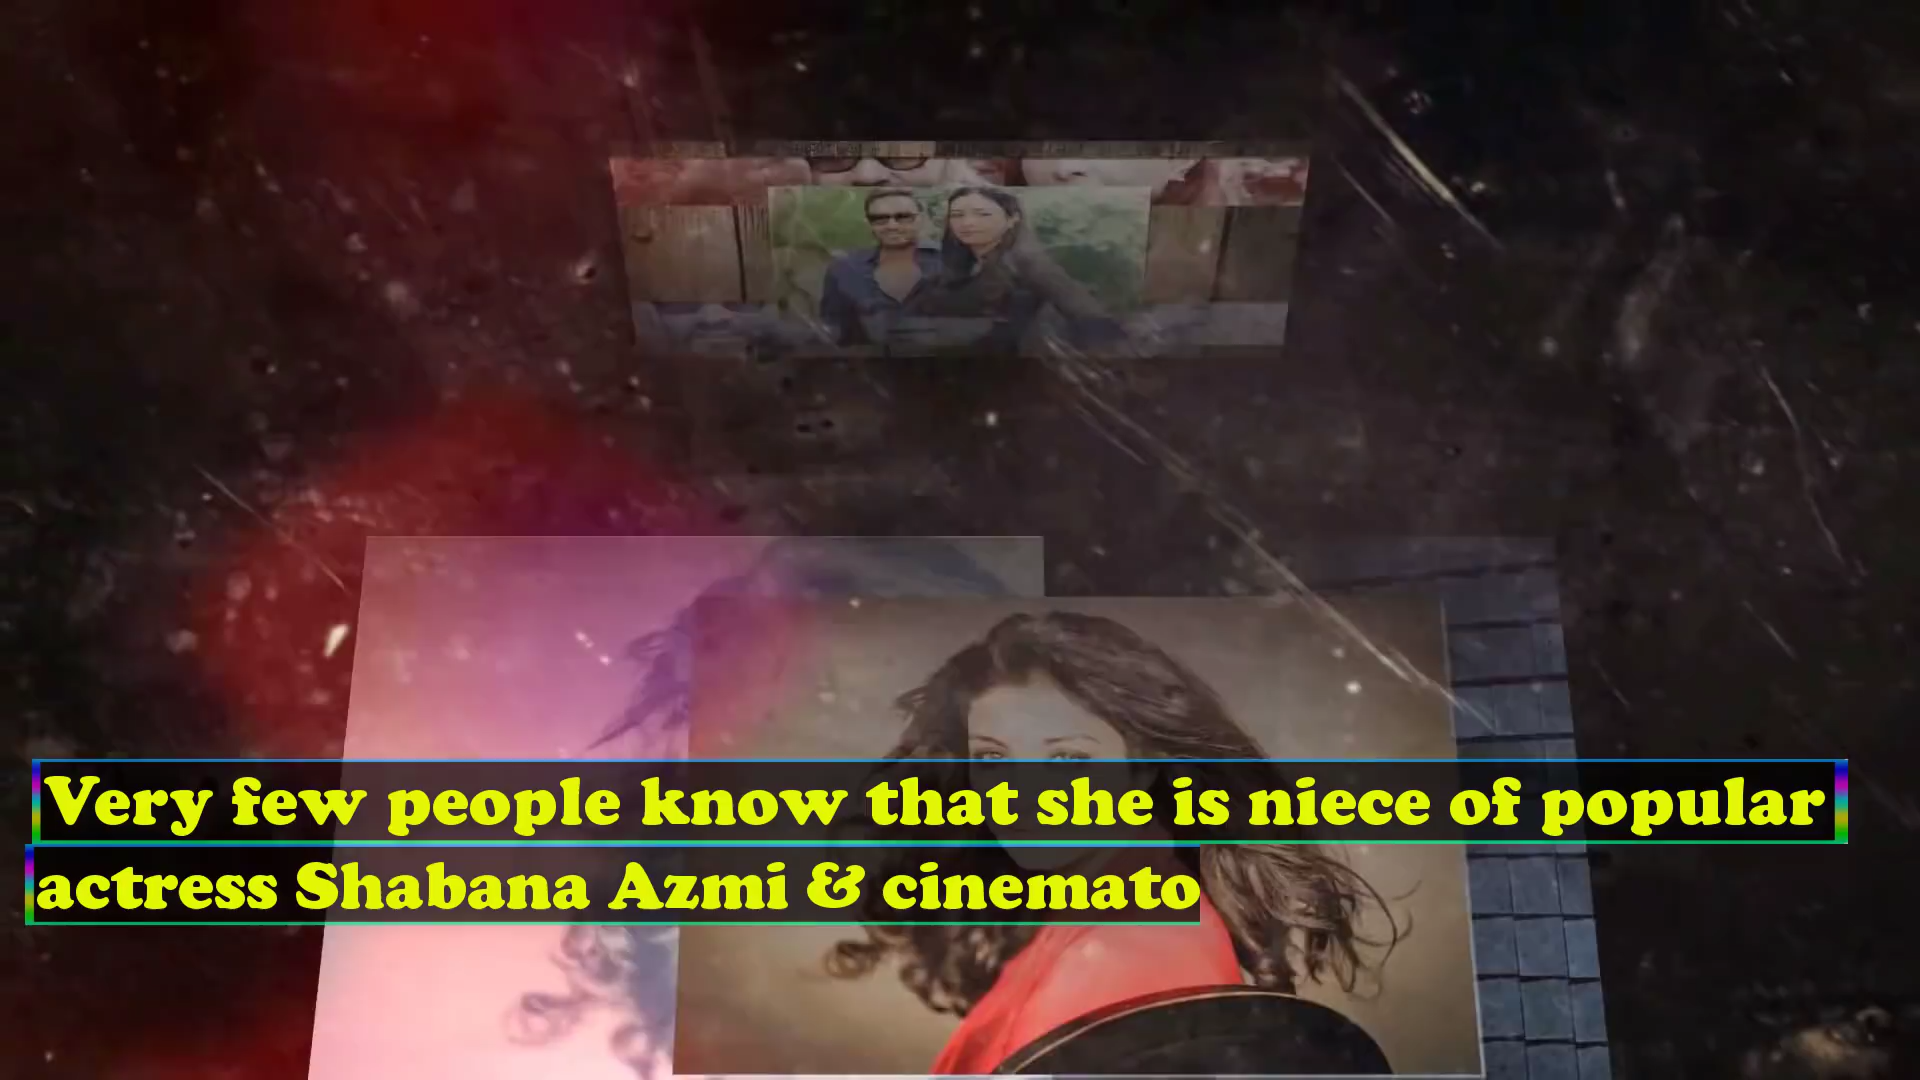 Very few people know that she is niece of popular
actress Shabana Azmi & cinemato